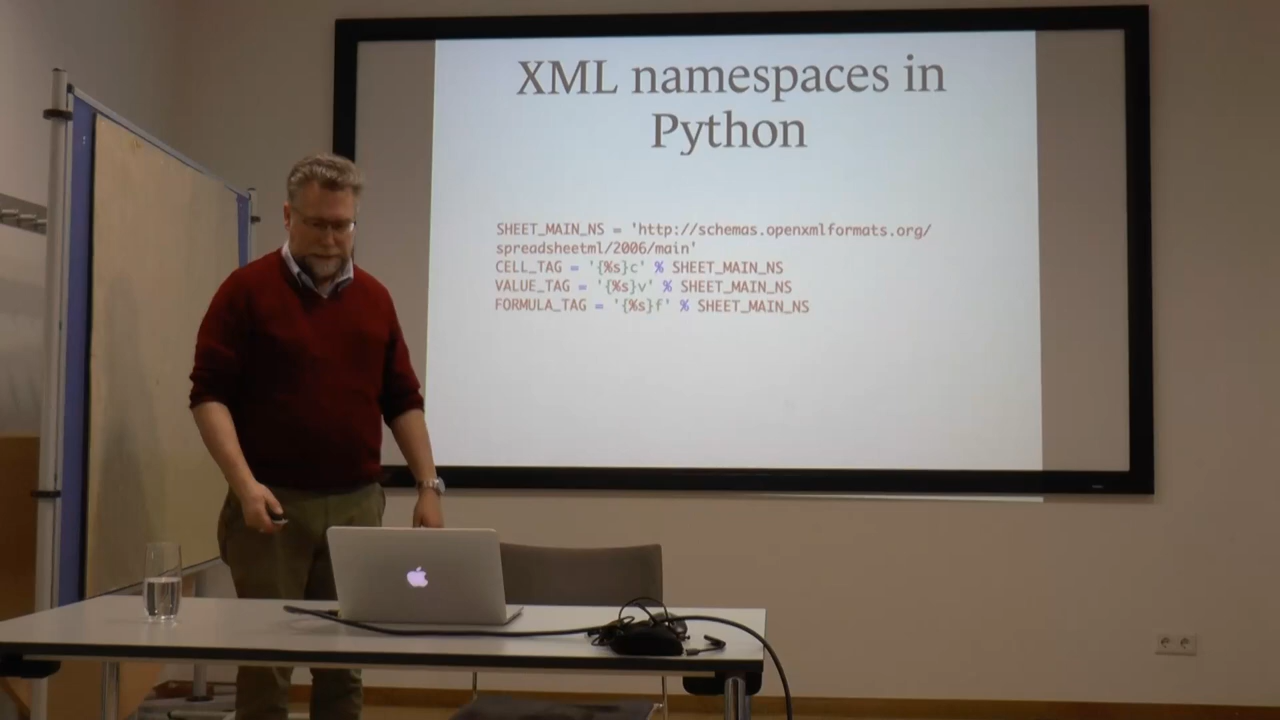 XML namespaces in
Python
SHEET_MAIN_NS = 'http://schemas.openxmlformats.org/
spreadsheetml/2006/main'
CELL_TAG = '{%s}c' % SHEET_MAIN_NS
VALUE_TAG = '{%s}v' % SHEET_MAIN_NS
FORMULA_TAG = '{%s}f' % SHEET_MAIN_NS